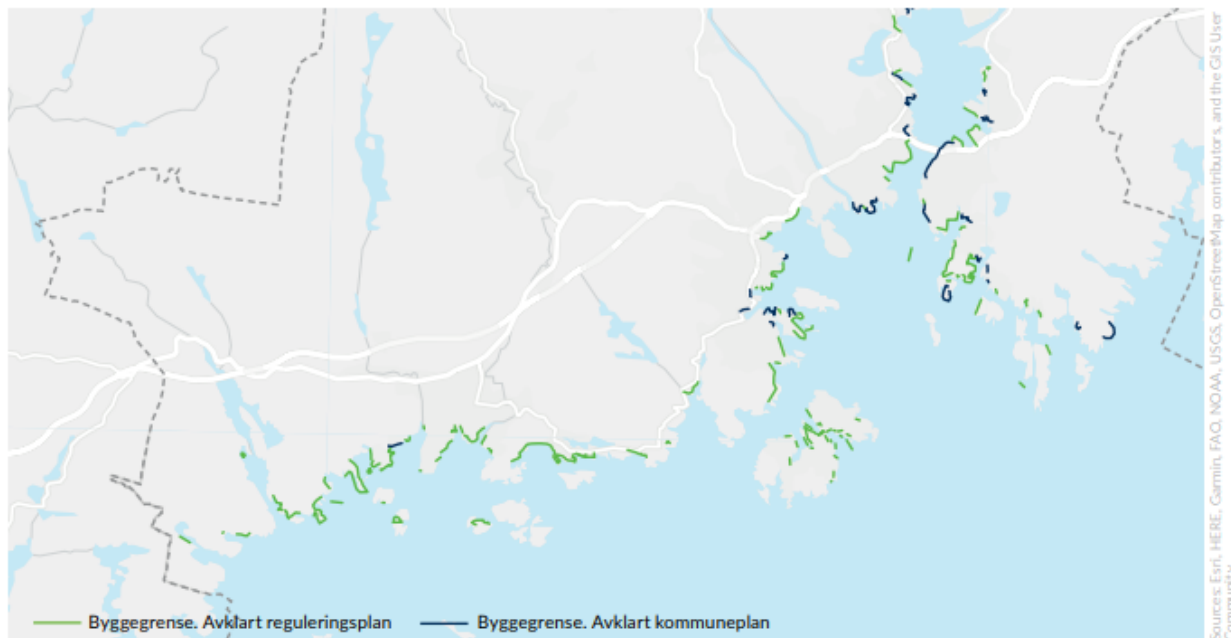 Byggegrense. Avklart reguleringsplan
Byggegrense. Avklart kommuneplan
Sources: Esri, HERE, Garmin, FAO, NOAA, USGS, OpenStreetMap contributors, and the GIS User
Community